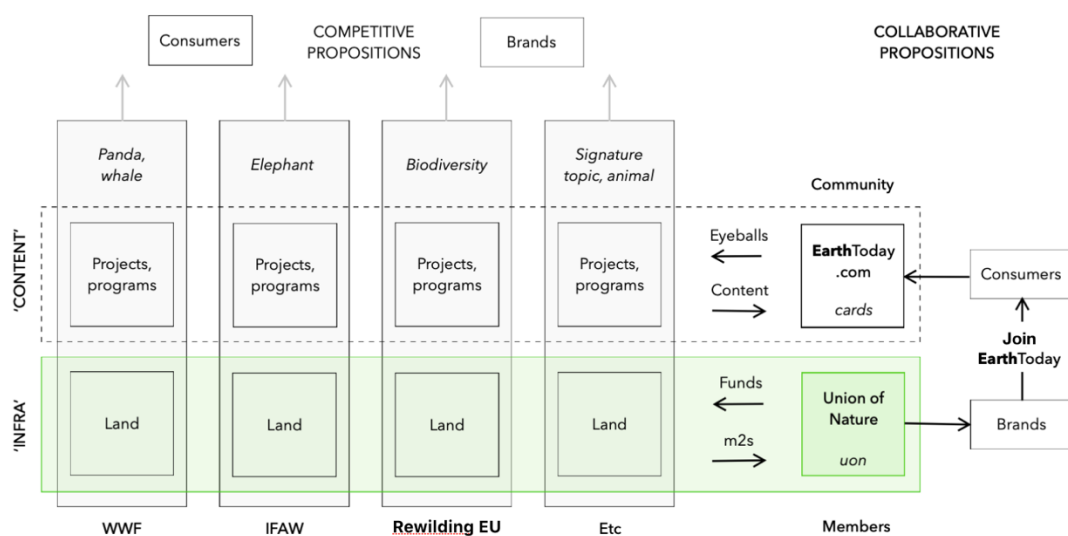 Consumers
COMPETITIVE
PROPOSITIONS
Brands
COLLABORATIVE
PROPOSITIONS
Panda,
whale
Elephant
Biodiversity
Signature
topic, animal
Community
'CONTENT'
Projects,
programs
Projects,
programs
Projects,
programs
Projects,
programs
Eyeballs
Content
EarthToday
.com
cards
Consumers
Join
EarthToday
'INFRA'
Land
Land
Land
Land
Funds
m2s
Union of
Nature
uon
Brands
WWF
IFAW
Rewilding EU
Etc
Members